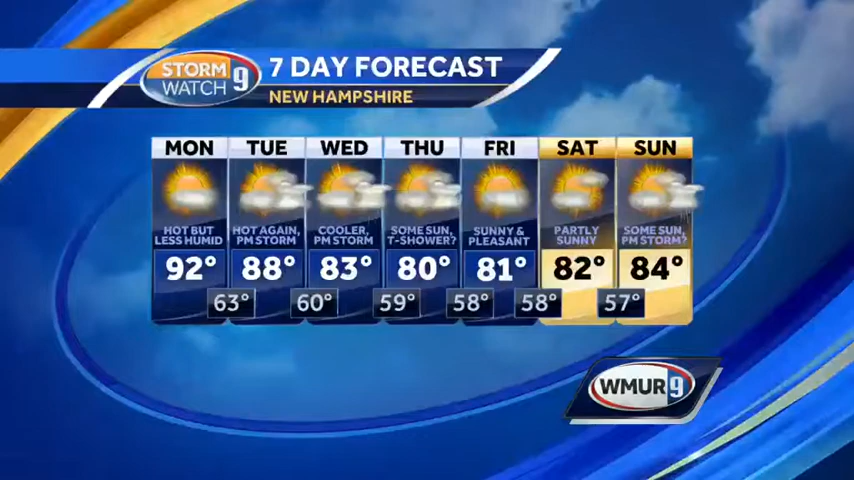 STORM
WATCH 9
7 DAY FORECAST
NEW HAMPSHIRE
MON TUE WED THU FRI SAT SUN
HOT BUT LESS HUMID
HOT AGAIN, PM STORM
COOLER, PM STORM
SOME SUN, T-SHOWER?
SUNNY & PLEASANT
PARTLY SUNNY
SOME SUN, PM STORM?
92° 88° 83° 80° 81° 82° 84°
63° 60° 59° 58° 58° 57°
WMUR 9